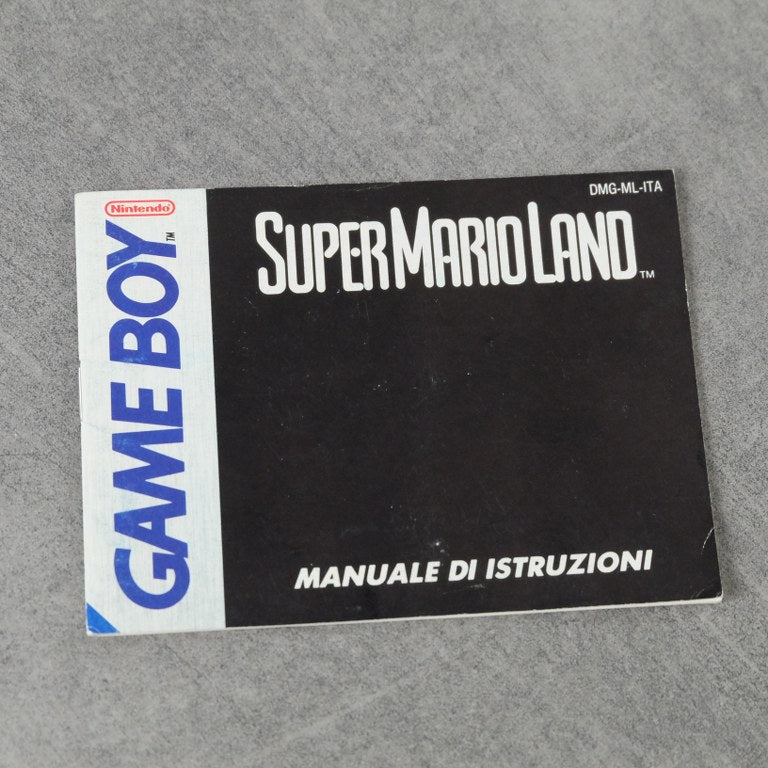 Nintendo
GAME BOY™
DMG-ML-ITA
SUPER MARIO LAND™
MANUALE DI ISTRUZIONI